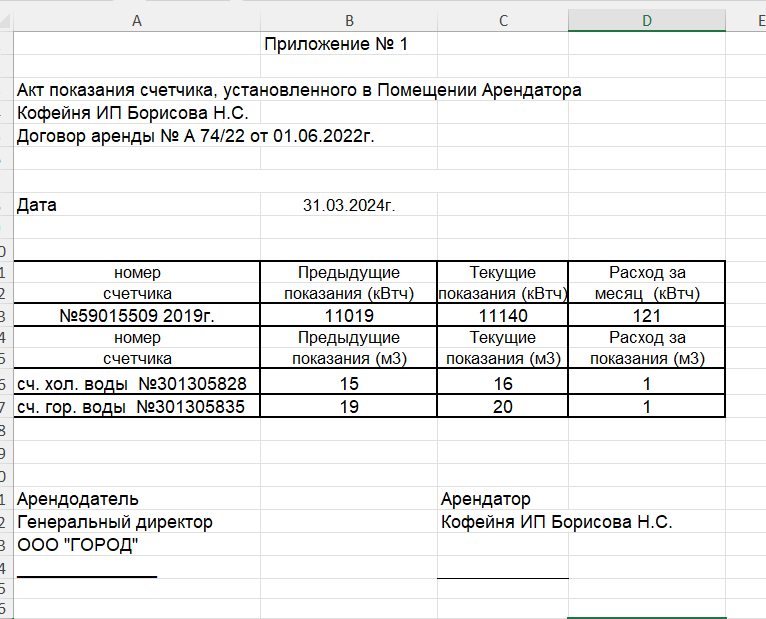 A B C D E
Приложение № 1
Акт показания счетчика, установленного в Помещении Арендатора
Кофейня ИП Борисова Н.С.
Договор аренды № А 74/22 от 01.06.2022г.
Дата 31.03.2024г.
номер Предыдущие Текущие Расход за
счетчика показания (кВтч) показания (кВтч) месяц (кВтч)
№59015509 2019г. 11019 11140 121
номер Предыдущие Текущие Расход за
счетчика показания (м3) показания (м3) показания (м3)
сч. хол. воды №301305828 15 16 1
сч. гор. воды №301305835 19 20 1
Арендодатель Арендатор
Генеральный директор Кофейня ИП Борисова Н.С.
ООО "ГОРОД"